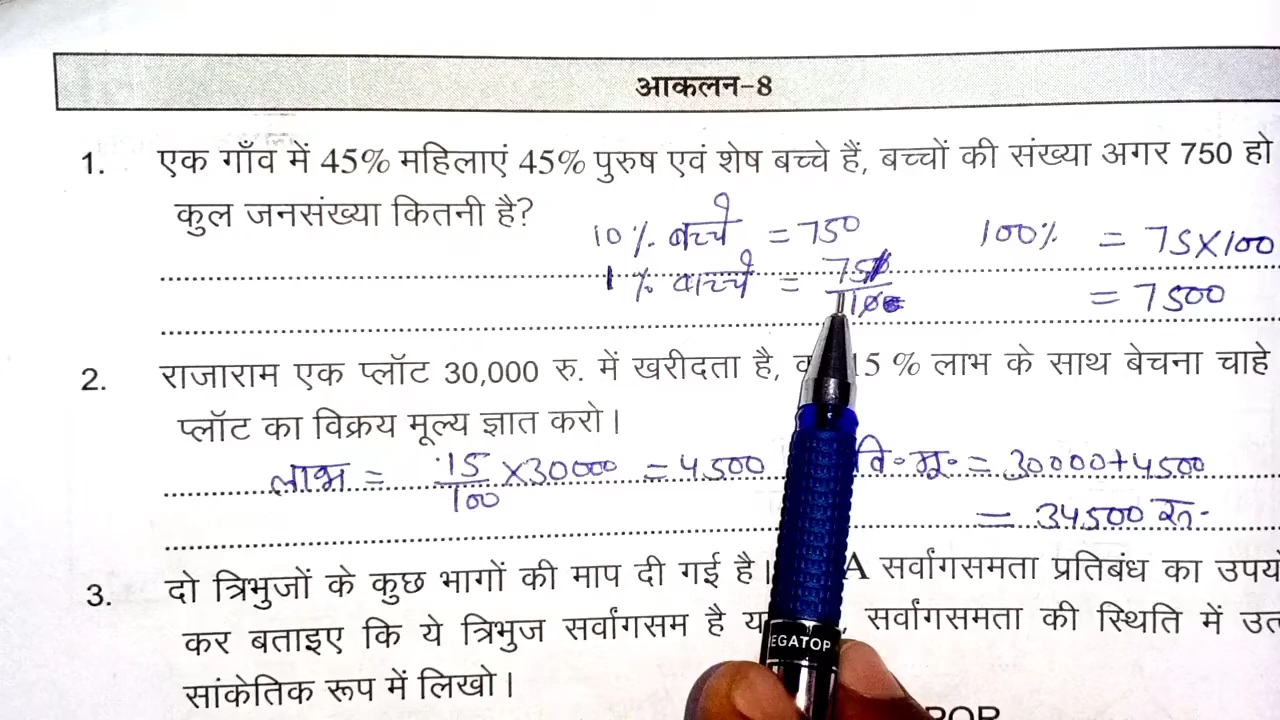 आकलन-8
1. एक गाँव में 45% महिलाएं 45% पुरुष एवं शेष बच्चे हैं, बच्चों की संख्या अगर 750 हो
कुल जनसंख्या कितनी है?
10% बच्चे = 750 100% = 75×100
1% बच्चे = 750/10 = 7500
2. राजाराम एक प्लॉट 30,000 रु. में खरीदता है, 15 % लाभ के साथ बेचना चाहे
प्लॉट का विक्रय मूल्य ज्ञात करो।
लाभ = 15/100 ×30000 = 4500 वि॰ मू॰ = 30000+4500
= 34500 रु॰
3. दो त्रिभुजों के कुछ भागों की माप दी गई है। A सर्वांगसमता प्रतिबंध का
कर बताइए कि ये त्रिभुज सर्वांगसम है सर्वांगसमता की स्थिति में
सांकेतिक रूप में लिखो।
EGATOP